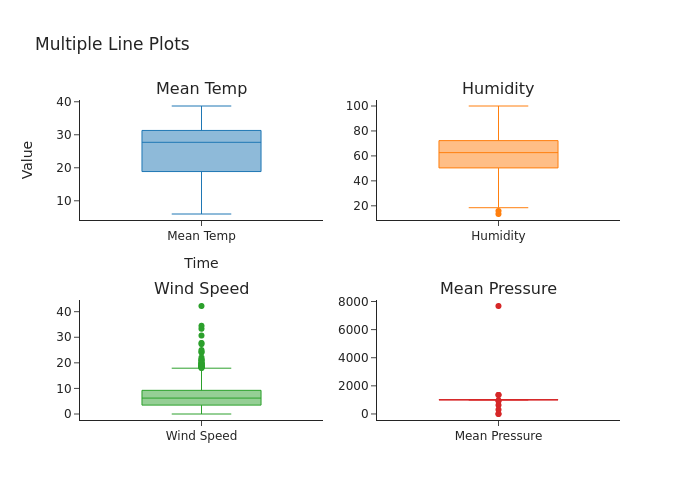 Multiple Line Plots
Mean Temp
40
30
20
10
Value
Mean Temp
Time
Humidity
100
80
60
40
20
Humidity
Wind Speed
40
30
20
10
0
Wind Speed
Mean Pressure
8000
6000
4000
2000
0
Mean Pressure